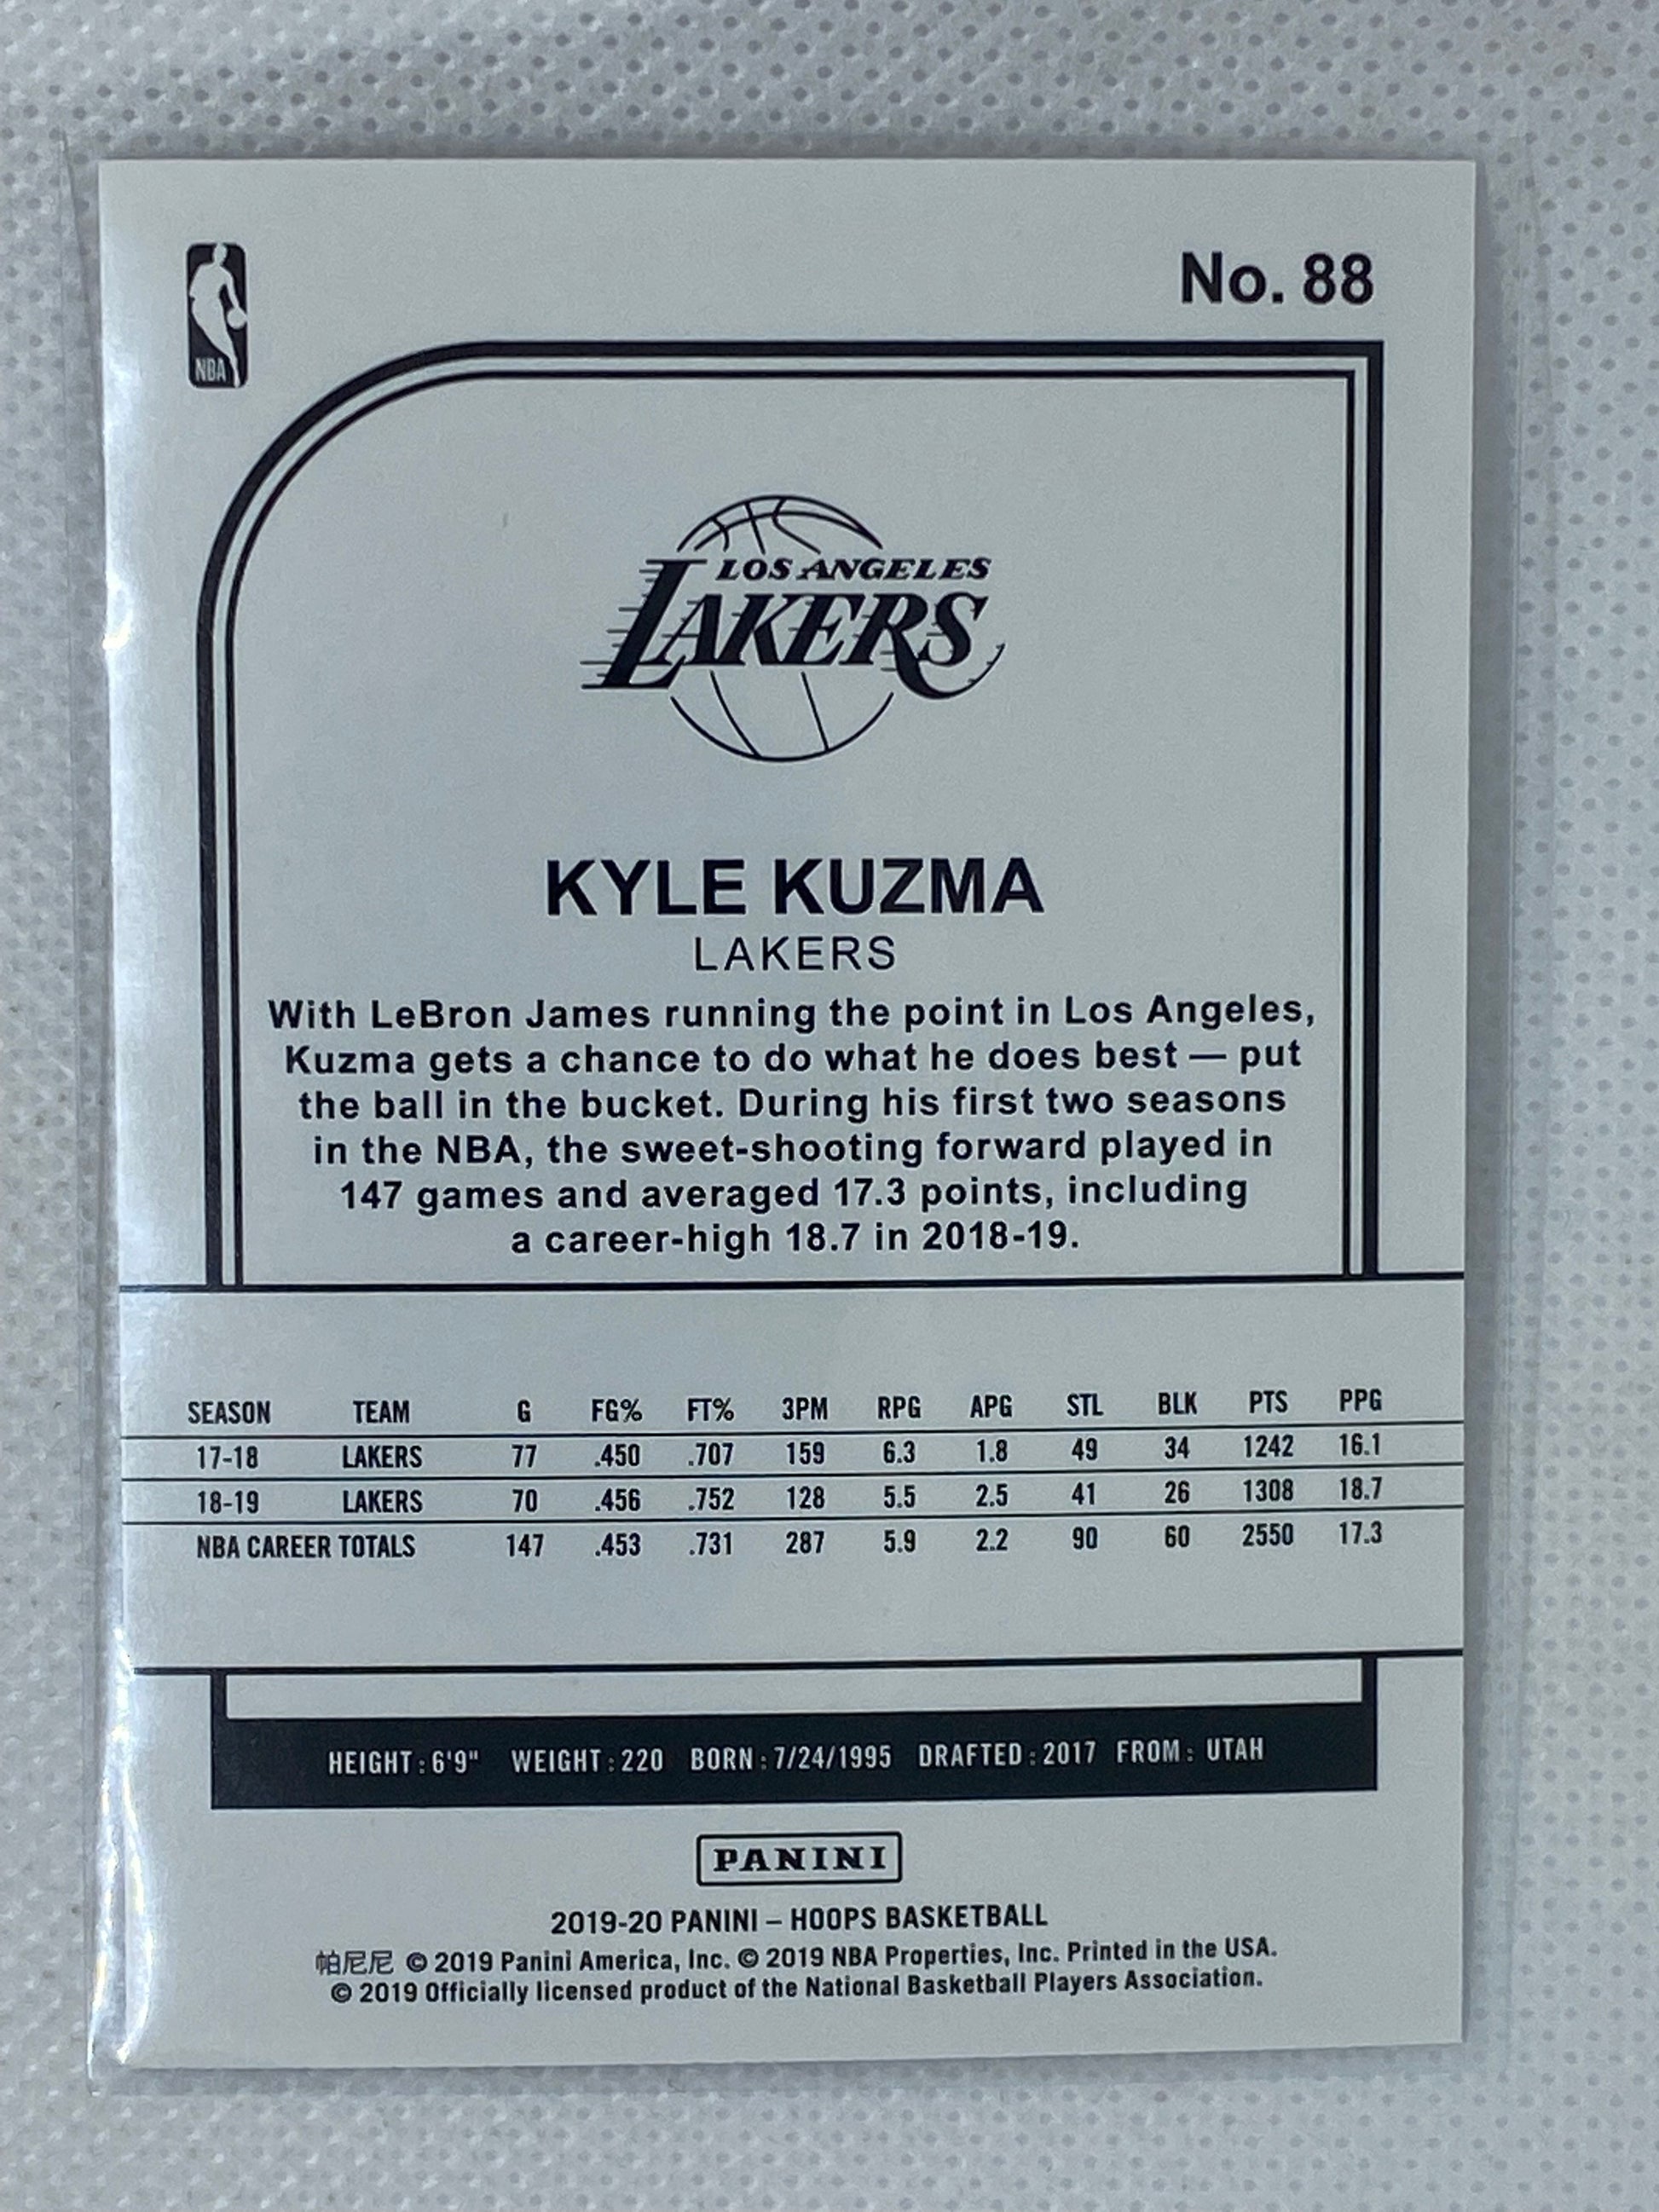 NBA
No. 88
LOS ANGELES
LAKERS
KYLE KUZMA
LAKERS
With LeBron James running the point in Los Angeles,
Kuzma gets a chance to do what he does best — put
the ball in the bucket. During his first two seasons
in the NBA, the sweet-shooting forward played in
147 games and averaged 17.3 points, including
a career-high 18.7 in 2018-19.
SEASON TEAM G FG% FT% 3PM RPG APG STL BLK PTS PPG
17-18 LAKERS 77 .450 .707 159 6.3 1.8 49 34 1242 16.1
18-19 LAKERS 70 .456 .752 128 5.5 2.5 41 26 1308 18.7
NBA CAREER TOTALS 147 .453 .731 287 5.9 2.2 90 60 2550 17.3
HEIGHT: 6'9" WEIGHT: 220 BORN: 7/24/1995 DRAFTED: 2017 FROM: UTAH
PANINI
2019-20 PANINI – HOOPS BASKETBALL
帕尼尼 © 2019 Panini America, Inc. © 2019 NBA Properties, Inc. Printed in the USA.
© 2019 Officially licensed product of the National Basketball Players Association.